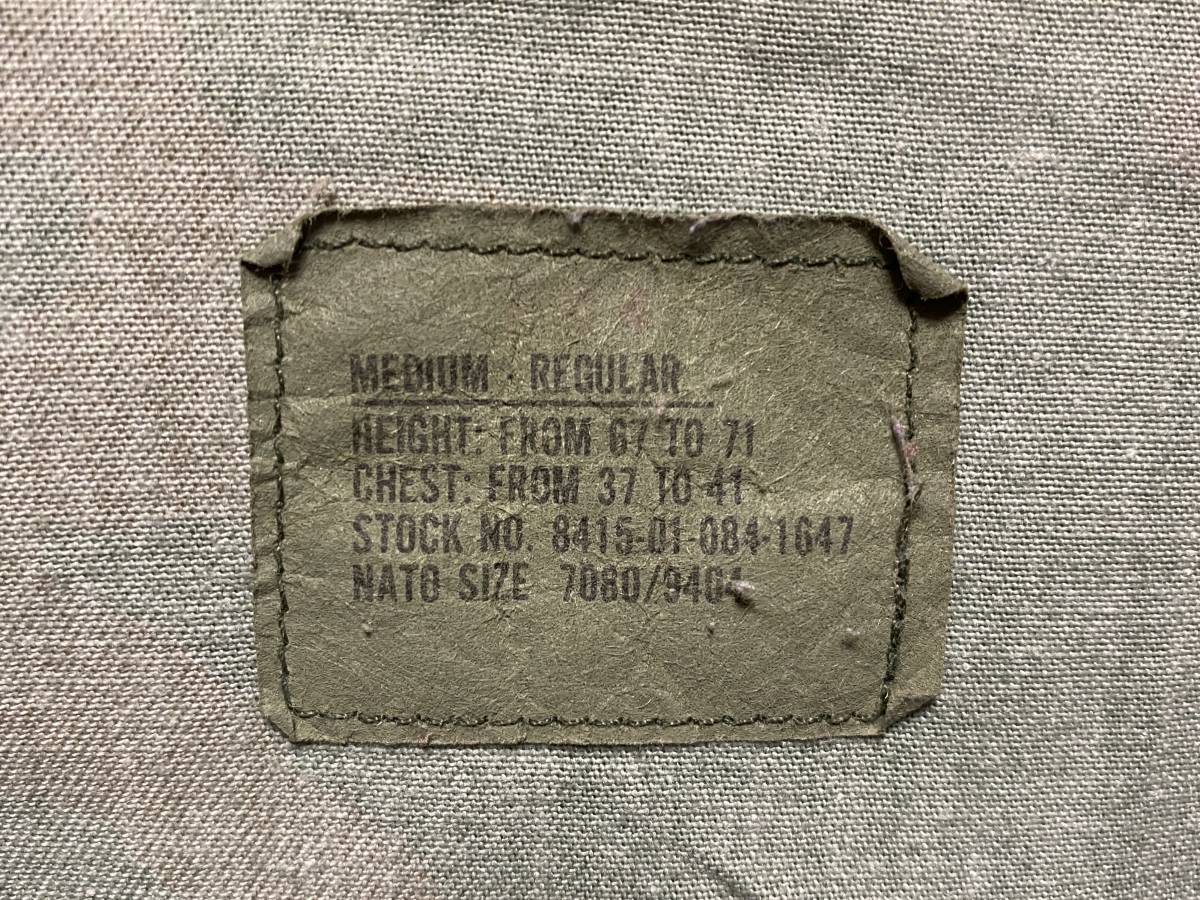 MEDIUM · REGULAR
HEIGHT: FROM 67 TO 71
CHEST: FROM 37 TO 41
STOCK NO. 8415-01-084-1647
NATO SIZE 7080/9404